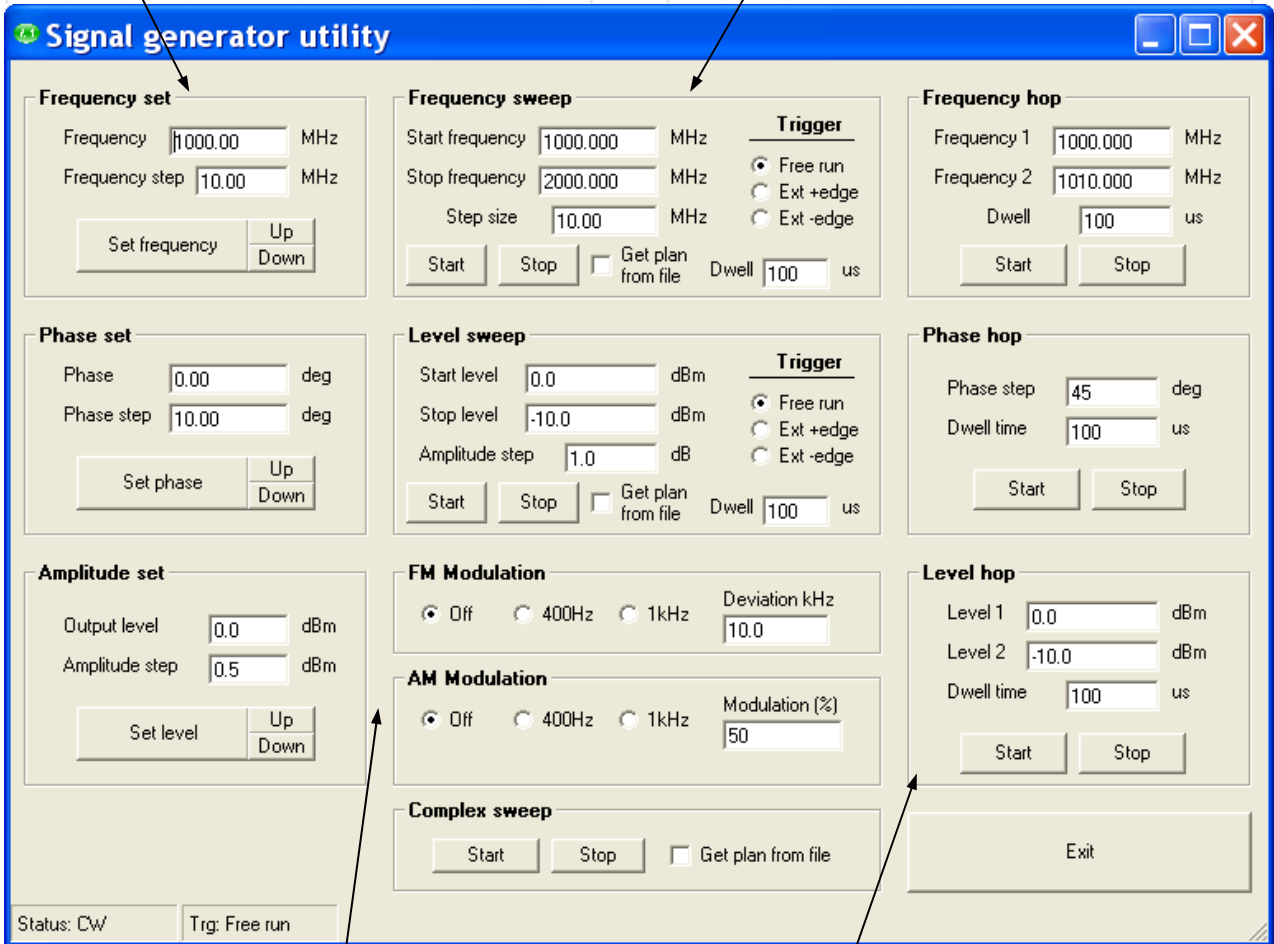 Signal generator utility
Frequency set
Frequency 1000.00 MHz
Frequency step 10.00 MHz
Set frequency Up
Down
Frequency sweep
Start frequency 1000.000 MHz
Stop frequency 2000.000 MHz
Step size 10.00 MHz
Trigger
Free run
Ext +edge
Ext -edge
Start Stop Get plan
from file Dwell 100 us
Frequency hop
Frequency 1 1000.000 MHz
Frequency 2 1010.000 MHz
Dwell 100 us
Start Stop
Phase set
Phase 0.00 deg
Phase step 10.00 deg
Set phase Up
Down
Level sweep
Start level 0.0 dBm
Stop level -10.0 dBm
Amplitude step 1.0 dB
Trigger
Free run
Ext +edge
Ext -edge
Start Stop Get plan
from file Dwell 100 us
Phase hop
Phase step 45 deg
Dwell time 100 us
Start Stop
Amplitude set
Output level 0.0 dBm
Amplitude step 0.5 dBm
Set level Up
Down
FM Modulation
Off 400Hz 1kHz Deviation kHz
10.0
AM Modulation
Off 400Hz 1kHz Modulation (%)
50
Level hop
Level 1 0.0 dBm
Level 2 -10.0 dBm
Dwell time 100 us
Start Stop
Complex sweep
Start Stop Get plan from file
Exit
Status: CW Trg: Free run